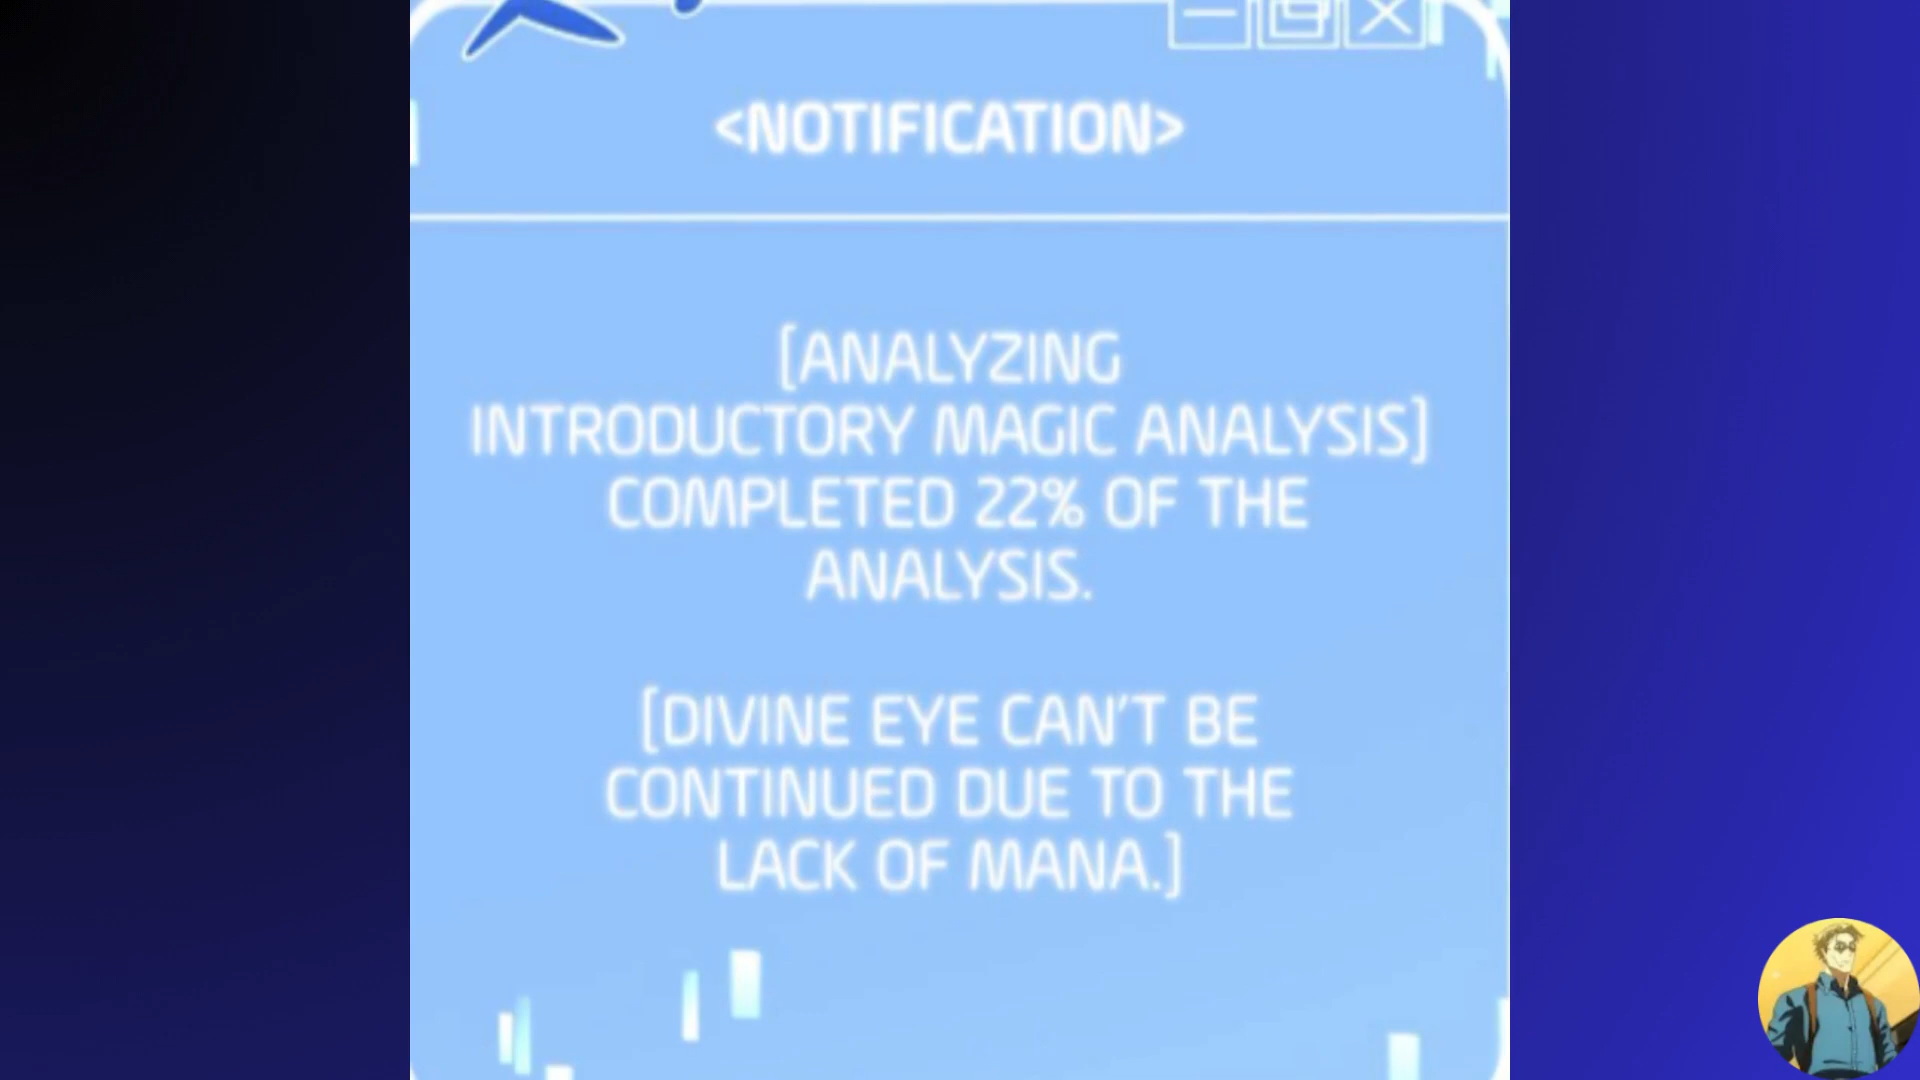 <NOTIFICATION>
[ANALYZING
INTRODUCTORY MAGIC ANALYSIS]
COMPLETED 22% OF THE
ANALYSIS.
[DIVINE EYE CAN'T BE
CONTINUED DUE TO THE
LACK OF MANA.]